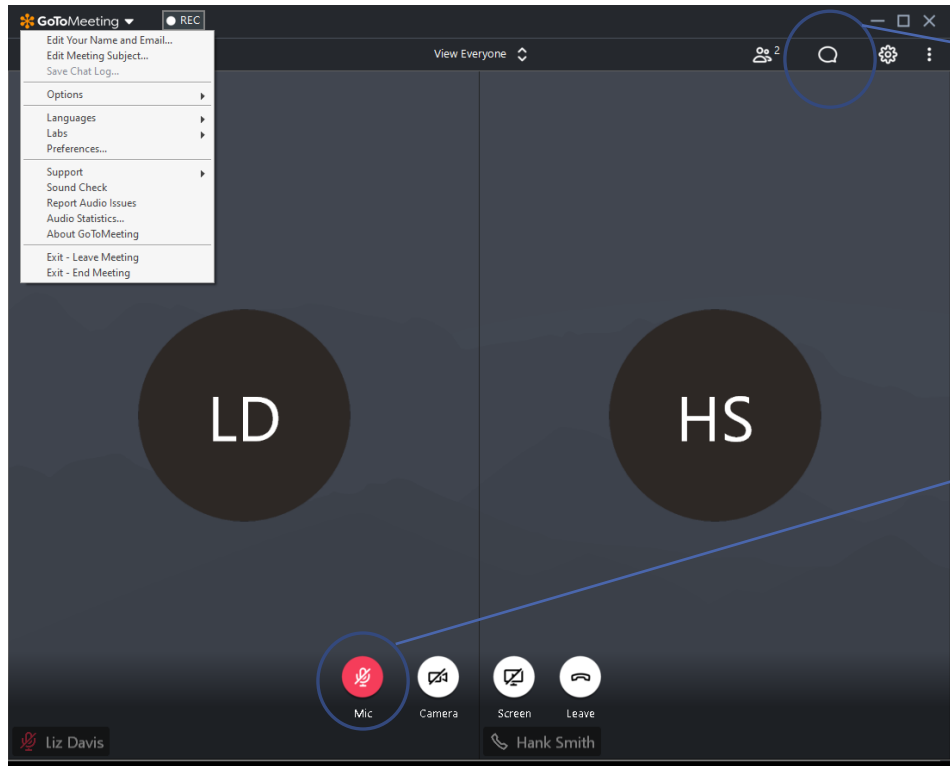 GoToMeeting REC
Edit Your Name and Email...
Edit Meeting Subject...
Save Chat Log...
Options
Languages
Labs
Preferences...
Support
Sound Check
Report Audio Issues
Audio Statistics...
About GoToMeeting
Exit - Leave Meeting
Exit - End Meeting
View Everyone
2
LD
HS
Mic
Camera
Screen
Leave
Liz Davis
Hank Smith